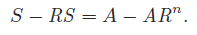 S − RS = A − ARⁿ.